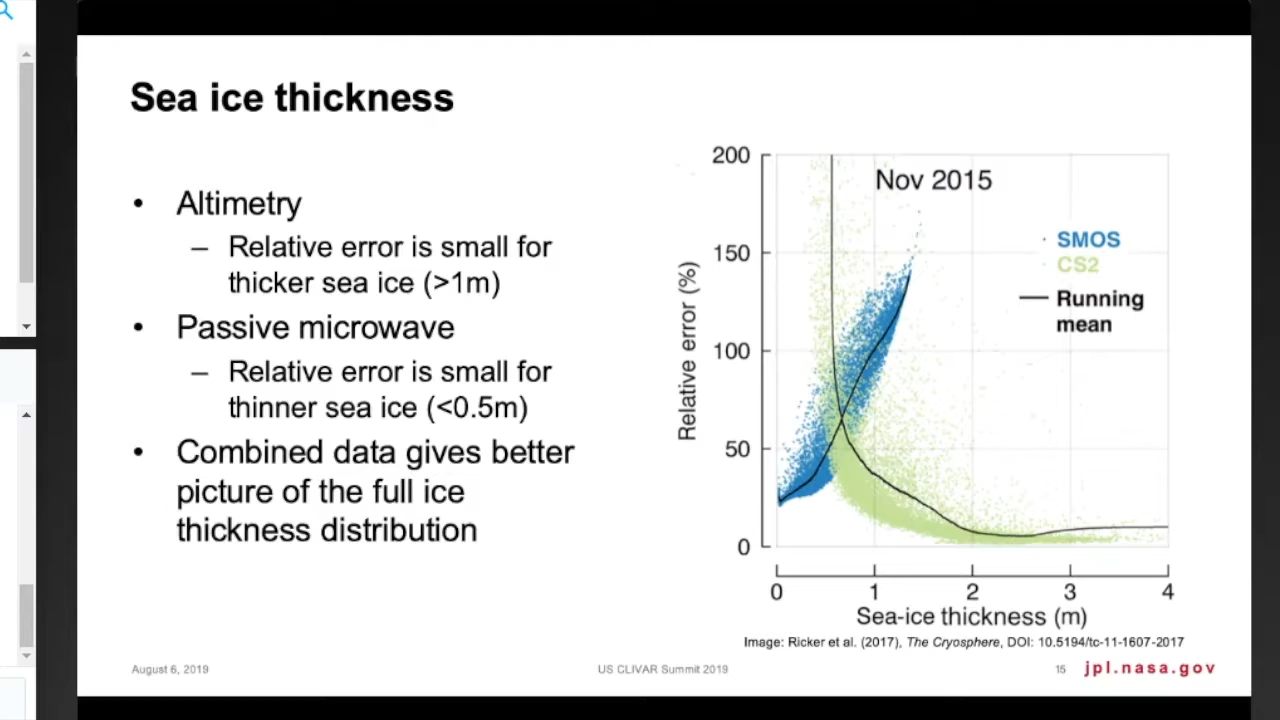 Sea ice thickness
• Altimetry
– Relative error is small for
thicker sea ice (>1m)
• Passive microwave
– Relative error is small for
thinner sea ice (<0.5m)
• Combined data gives better
picture of the full ice
thickness distribution
Nov 2015
SMOS
CS2
Running
mean
Relative error (%)
200
150
100
50
0
0 1 2 3 4
Sea-ice thickness (m)
Image: Ricker et al. (2017), The Cryosphere, DOI: 10.5194/tc-11-1607-2017
August 6, 2019
US CLIVAR Summit 2019
15
jpl.nasa.gov